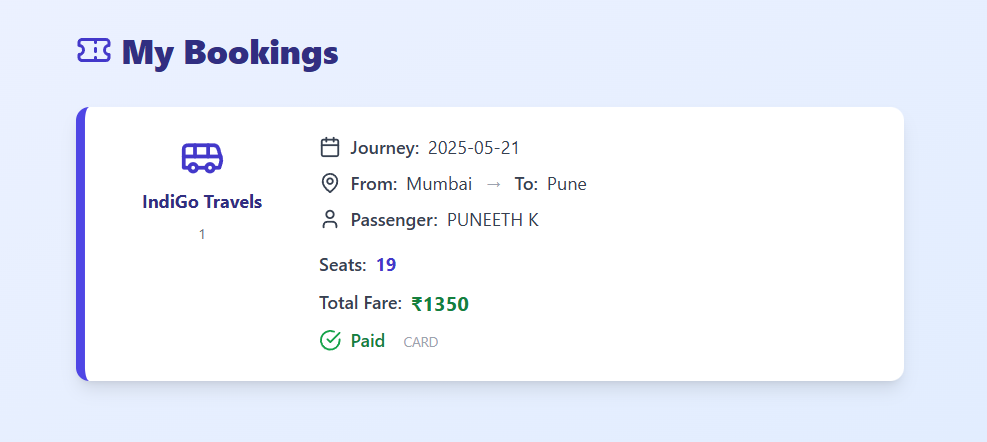 My Bookings
IndiGo Travels
1
Journey: 2025-05-21
From: Mumbai → To: Pune
Passenger: PUNEETH K
Seats: 19
Total Fare: ₹1350
Paid CARD